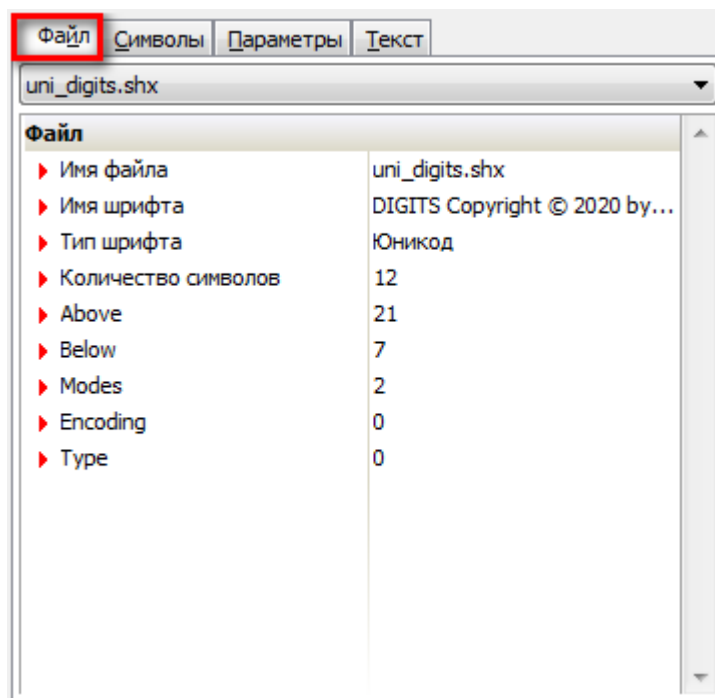 Файл Символы Параметры Текст
uni_digits.shx
Файл
Имя файла uni_digits.shx
Имя шрифта DIGITS Copyright © 2020 by...
Тип шрифта Юникод
Количество символов 12
Above 21
Below 7
Modes 2
Encoding 0
Type 0